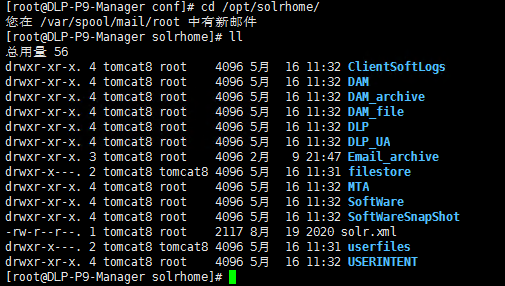 [root@DLP-P9-Manager conf]# cd /opt/solrhome/
您在 /var/spool/mail/root 中有新邮件
[root@DLP-P9-Manager solrhome]# ll
总用量 56
drwxr-xr-x. 4 tomcat8 root    4096 5月  16 11:32 ClientSoftLogs
drwxr-xr-x. 4 tomcat8 root    4096 5月  16 11:32 DAM
drwxr-xr-x. 4 tomcat8 root    4096 5月  16 11:32 DAM_archive
drwxr-xr-x. 4 tomcat8 root    4096 5月  16 11:32 DAM_file
drwxr-xr-x. 4 tomcat8 root    4096 5月  16 11:32 DLP
drwxr-xr-x. 4 tomcat8 root    4096 5月  16 11:32 DLP_UA
drwxr-xr-x. 3 tomcat8 root    4096 2月   9 21:47 Email_archive
drwxr-x---. 2 tomcat8 tomcat8 4096 5月  16 11:31 filestore
drwxr-xr-x. 4 tomcat8 root    4096 5月  16 11:32 MTA
drwxr-xr-x. 4 tomcat8 root    4096 5月  16 11:32 SoftWare
drwxr-xr-x. 4 tomcat8 root    4096 5月  16 11:32 SoftWareSnapShot
-rw-r--r--. 1 tomcat8 root    2117 8月  19 2020 solr.xml
drwxr-x---. 2 tomcat8 tomcat8 4096 5月  16 11:31 userfiles
drwxr-xr-x. 4 tomcat8 root    4096 5月  16 11:32 USERINTENT
[root@DLP-P9-Manager solrhome]#